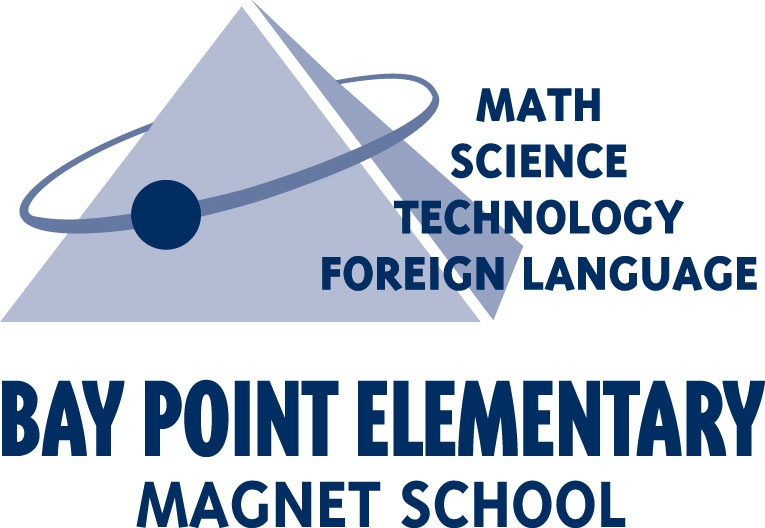 MATH
SCIENCE
TECHNOLOGY
FOREIGN LANGUAGE
BAY POINT ELEMENTARY
MAGNET SCHOOL